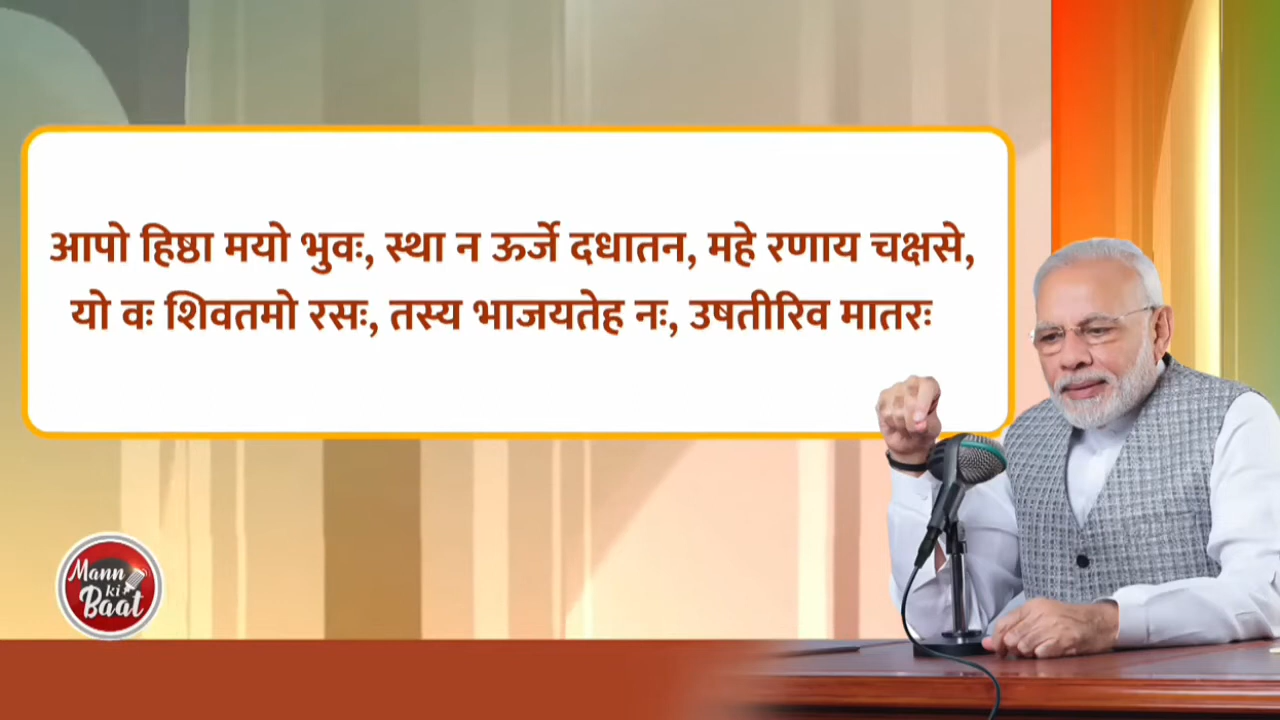 आपो हिष्ठा मयो भुवः, स्था न ऊर्जे दधातन, महे रणाय चक्षसे,
यो वः शिवतमो रसः, तस्य भाजयतेह नः, उषतीरिव मातरः
Mann
ki
Baat